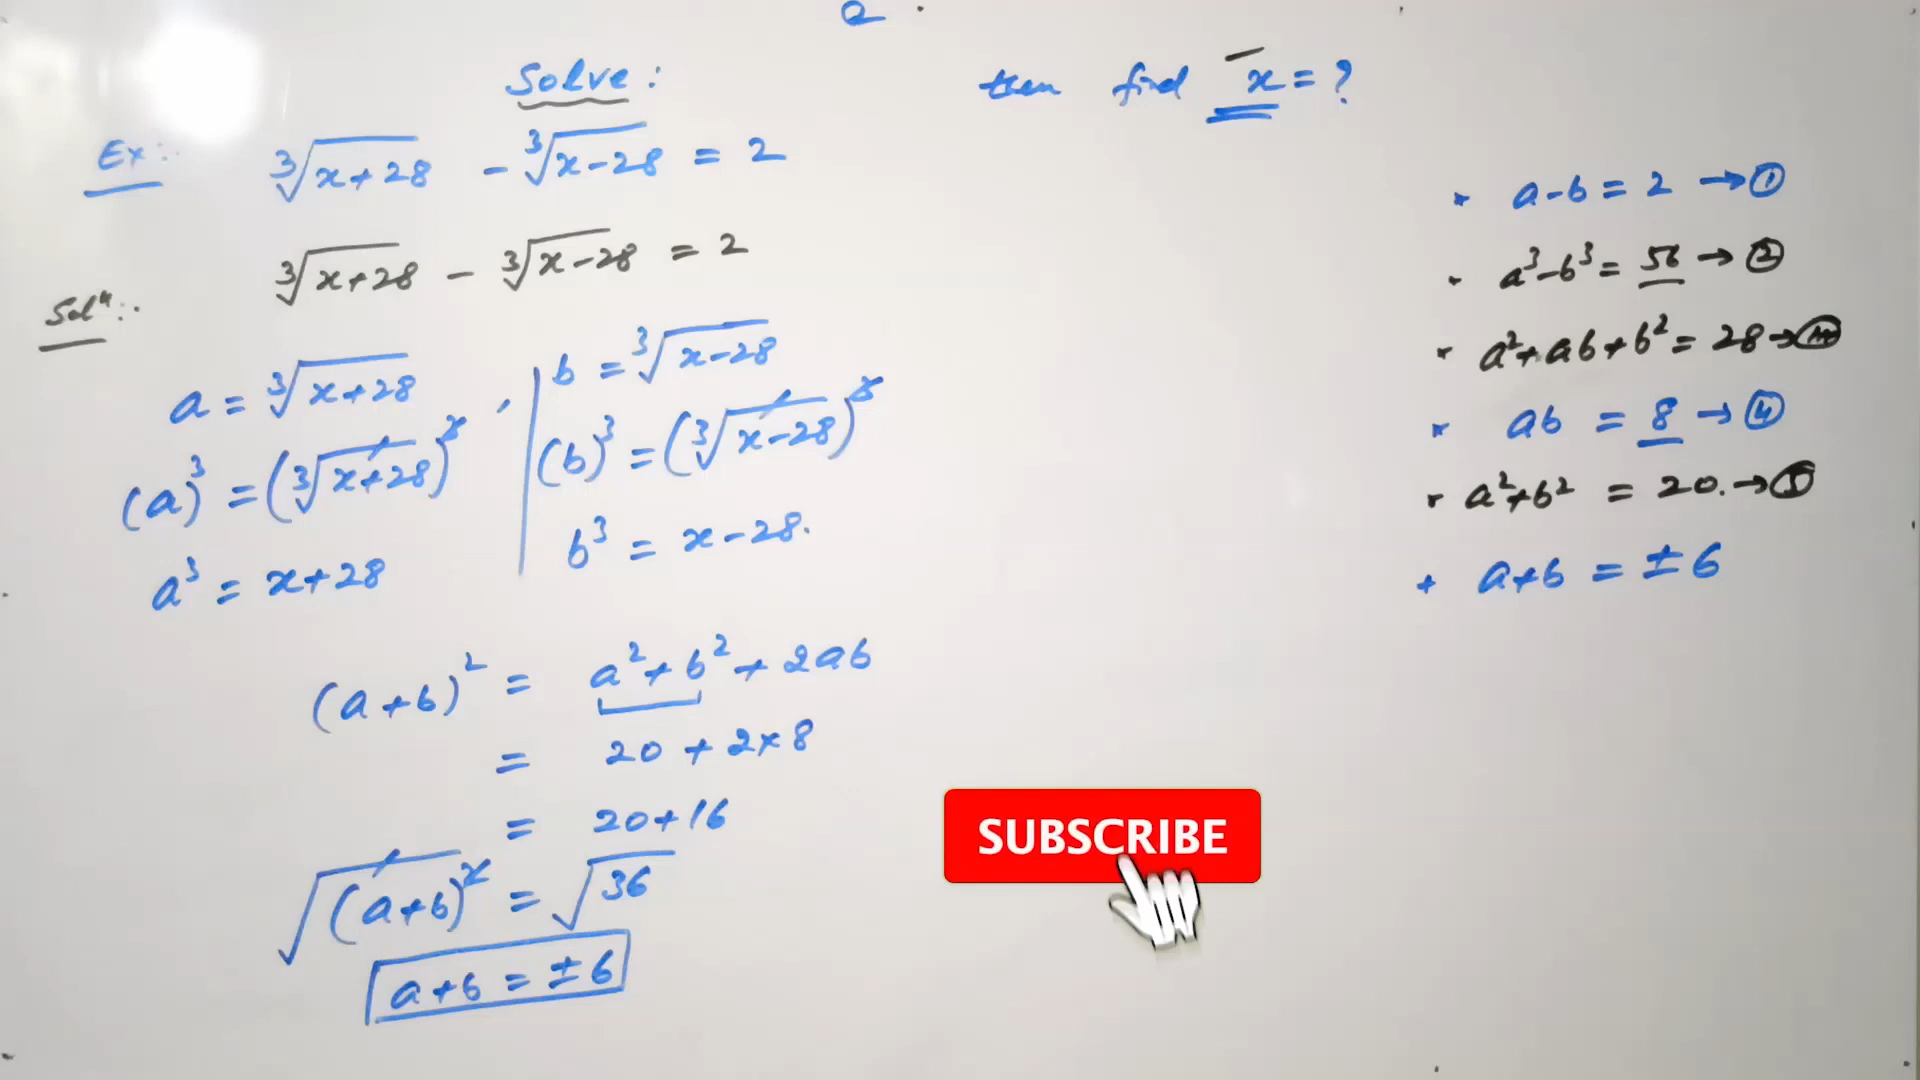 Q
Solve:
then find x = ?
Ex:. ∛(x+28) - ∛(x-28) = 2
Solⁿ:. ∛(x+28) - ∛(x-28) = 2
a = ∛(x+28) , b = ∛(x-28)
(a)³ = (∛(x+28))³ (b)³ = (∛(x-28))³
a³ = x+28 b³ = x-28.
(a+b)² = a²+b²+2ab
= 20 + 2×8
= 20+16
√(a+b)² = √36
a+b = ±6
* a-b = 2 → ①
* a³-b³ = 56 → ②
* a²+ab+b² = 28 →
* ab = 8 → ④
* a²+b² = 20. → ⑤
* a+b = ±6
SUBSCRIBE